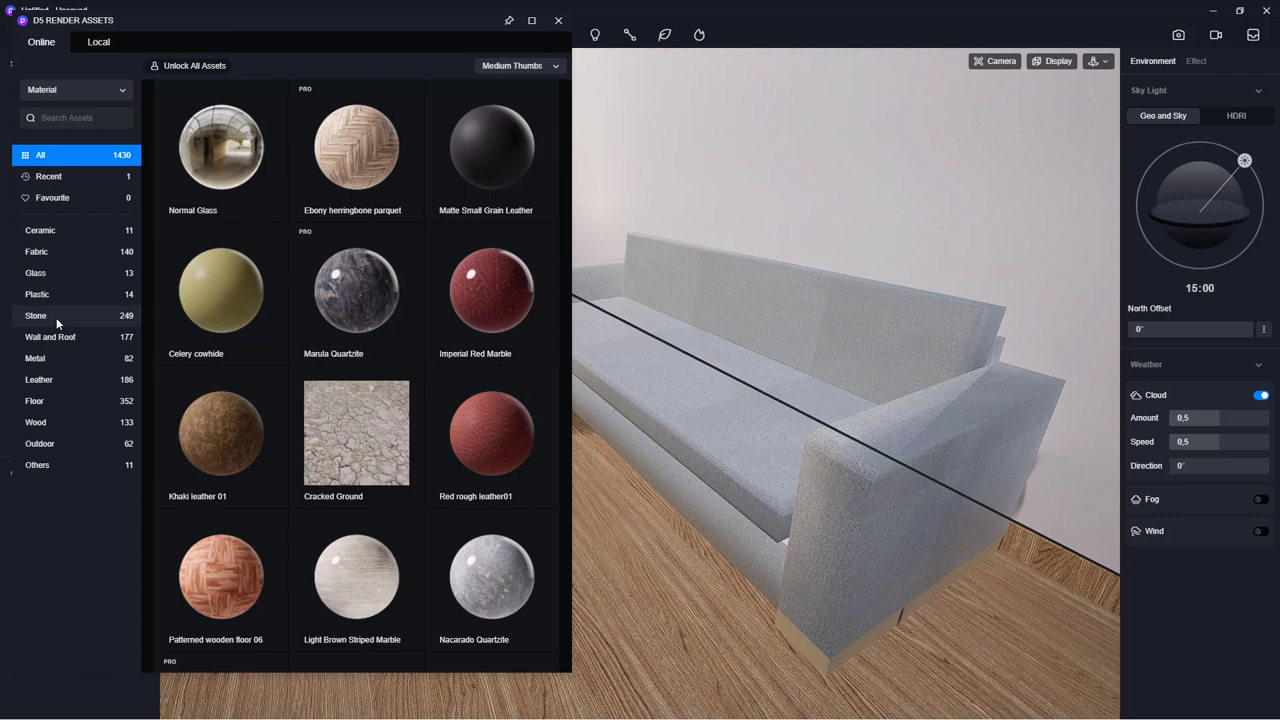 D5 RENDER ASSETS
Online
Local
Unlock All Assets
Medium Thumbs
Material
Search Assets
All 1430
Recent 1
Favourite 0
Ceramic 11
Fabric 140
Glass 13
Plastic 14
Stone 249
Wall and Roof 177
Metal 82
Leather 186
Floor 352
Wood 133
Outdoor 62
Others 11
PRO
Normal Glass
Ebony herringbone parquet
Matte Small Grain Leather
PRO
Celery cowhide
Marula Quartzite
Imperial Red Marble
Khaki leather 01
Cracked Ground
Red rough leather01
Patterned wooden floor 06
Light Brown Striped Marble
Nacarado Quartzite
PRO
Camera
Display
Environment
Effect
Sky Light
Geo and Sky
HDRI
15:00
North Offset
0°
Weather
Cloud
Amount 0,5
Speed 0,5
Direction 0°
Fog
Wind